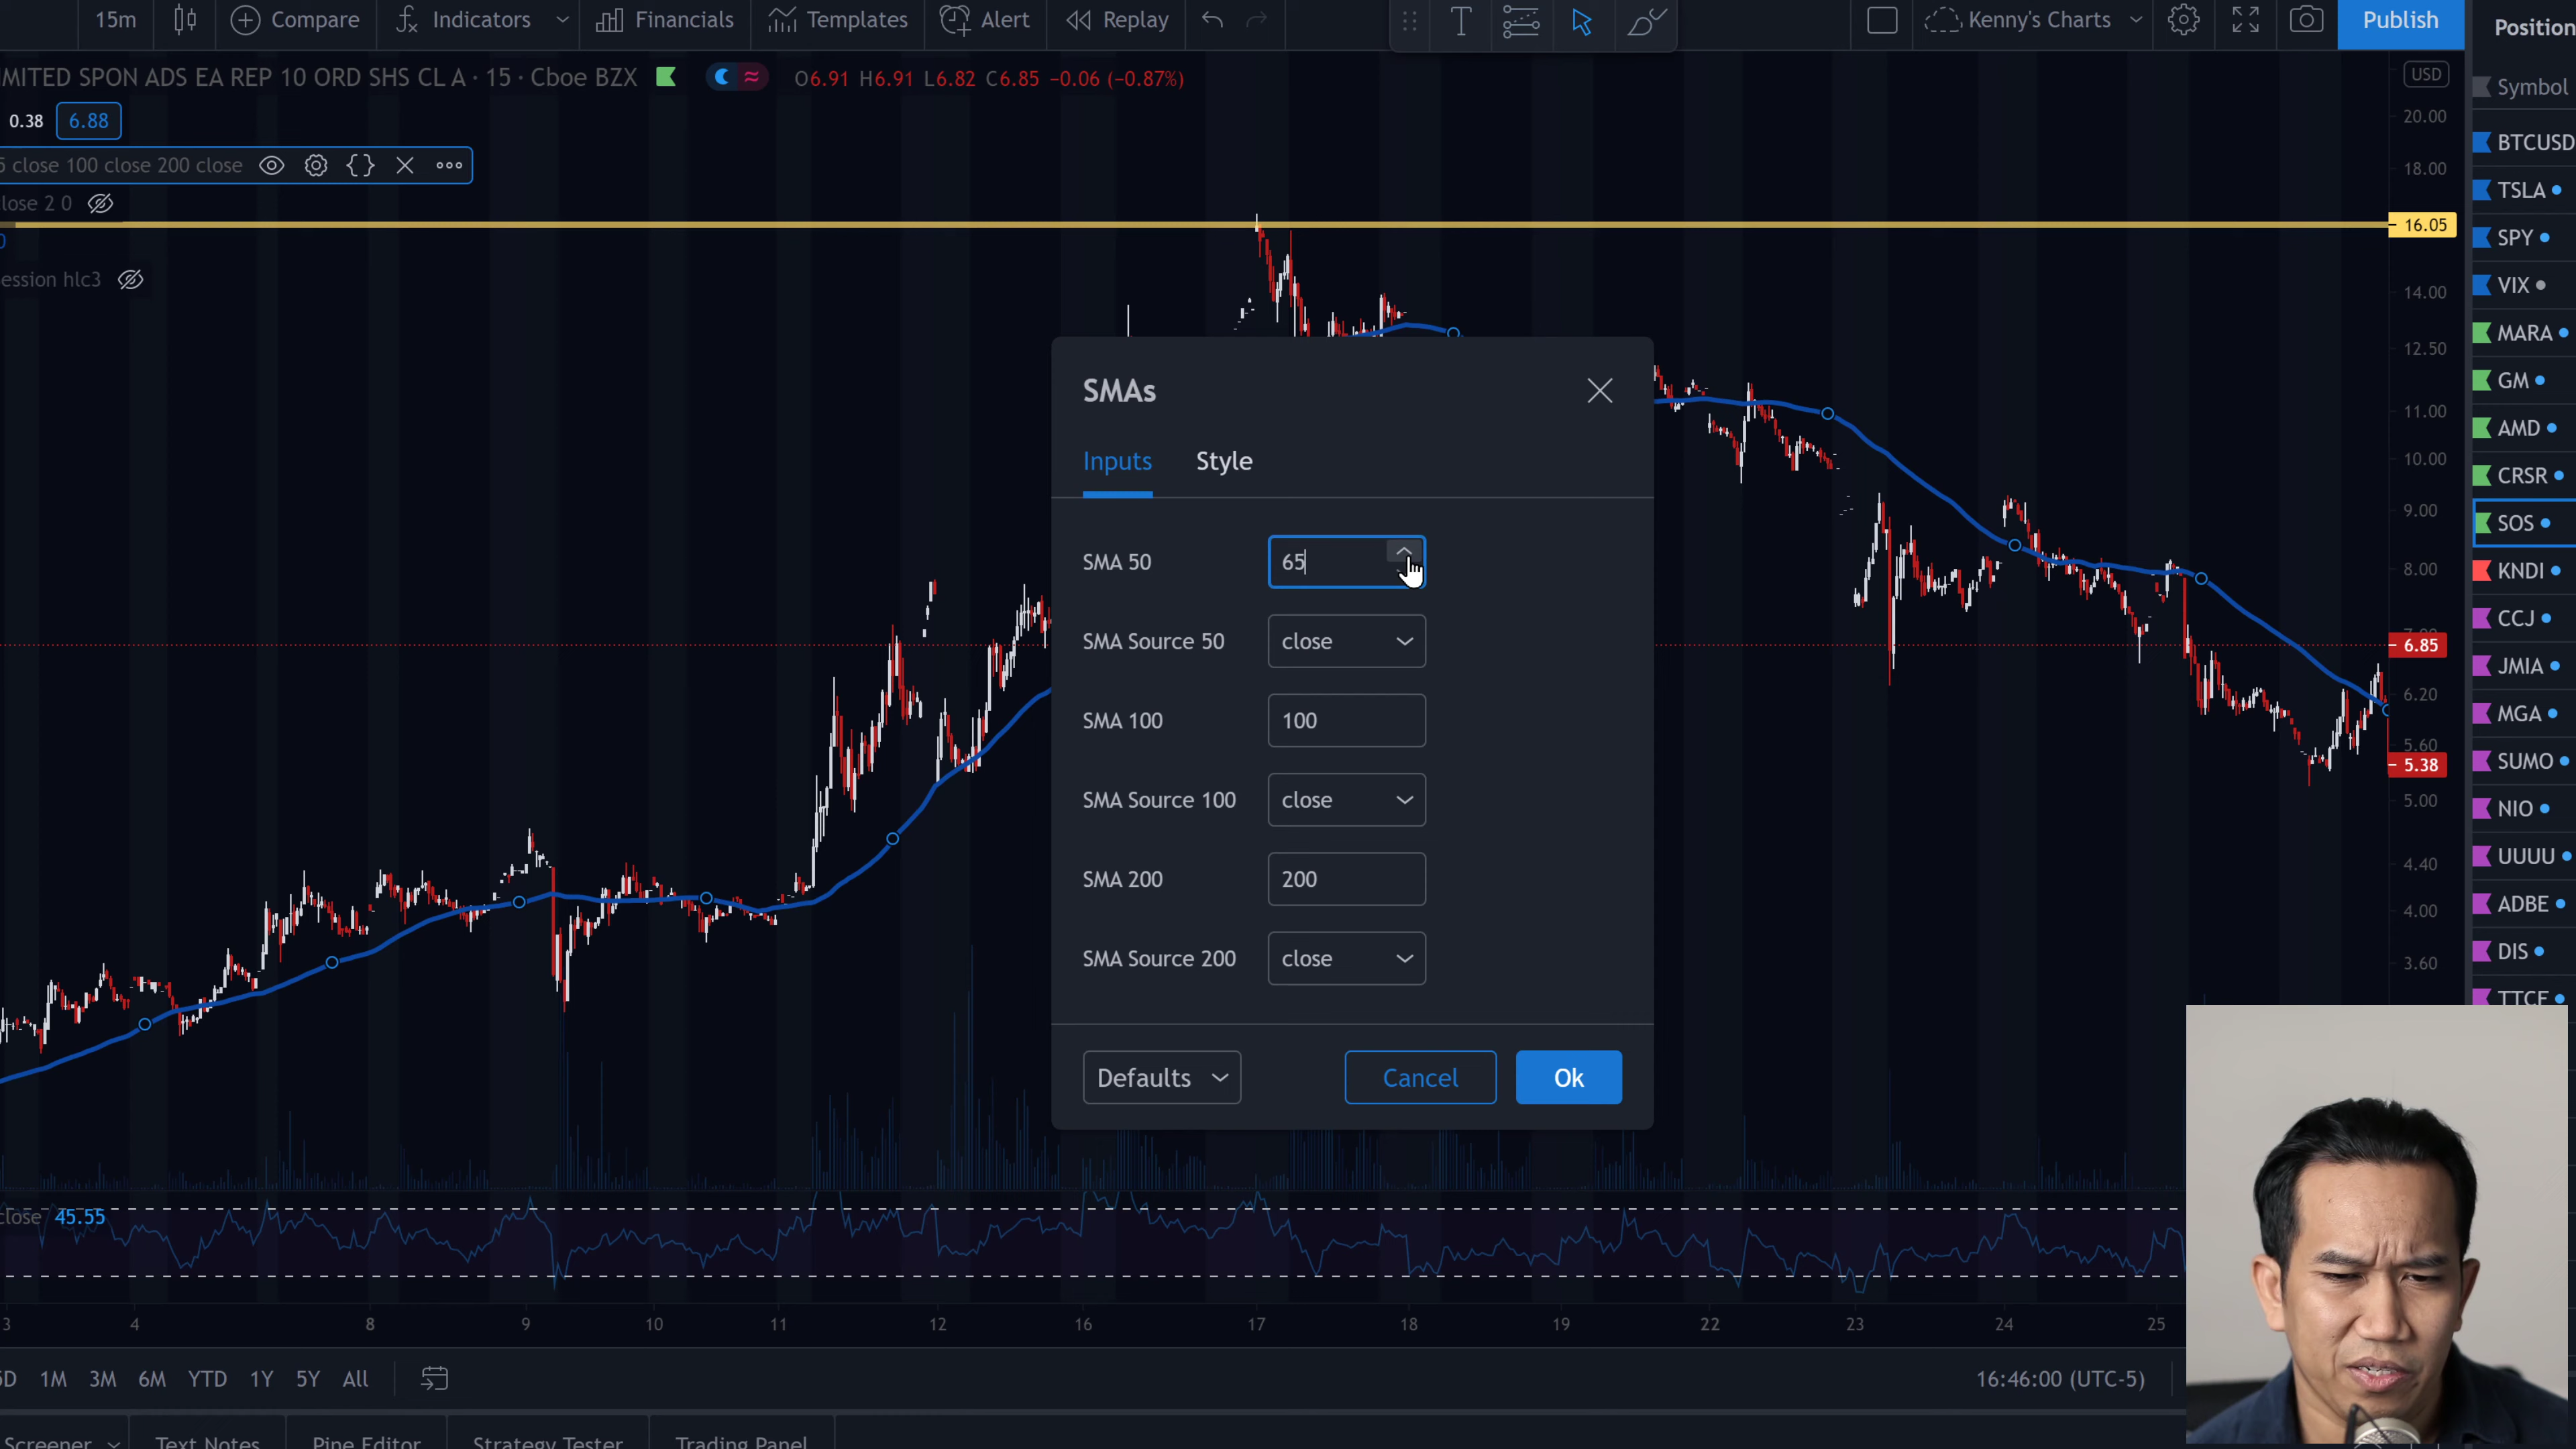 15m Compare Indicators Financials Templates Alert Replay T Kenny's Charts Publish Position
IMITED SPON ADS EA REP 10 ORD SHS CL A · 15 · Cboe BZX O6.91 H6.91 L6.82 C6.85 −0.06 (−0.87%) USD
Symbol
0.38 6.88
5 close 100 close 200 close
lose 2 0
0
ession hlc3
20.00
18.00
16.05
14.00
12.50
11.00
10.00
9.00
8.00
6.85
6.20
5.60
5.38
5.00
4.40
4.00
3.60
BTCUSD
TSLA
SPY
VIX
MARA
GM
AMD
CRSR
SOS
KNDI
CCJ
JMIA
MGA
SUMO
NIO
UUUU
ADBE
DIS
TTCF
SMAs
Inputs Style
SMA 50 65
SMA Source 50 close
SMA 100 100
SMA Source 100 close
SMA 200 200
SMA Source 200 close
Defaults Cancel Ok
close 45.55
3 4 8 9 10 11 12 16 17 18 19 22 23 24 25
5D 1M 3M 6M YTD 1Y 5Y All 16:46:00 (UTC-5)
Screener Text Notes Pine Editor Strategy Tester Trading Panel